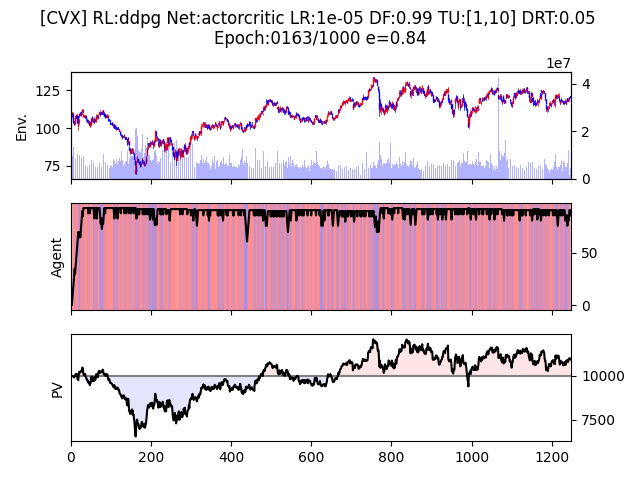 [CVX] RL:ddpg Net:actorcritic LR:1e-05 DF:0.99 TU:[1,10] DRT:0.05
Epoch:0163/1000 e=0.84
1e7
Env.
125
100
75
4
2
0
Agent
50
0
PV
10000
7500
0
200
400
600
800
1000
1200